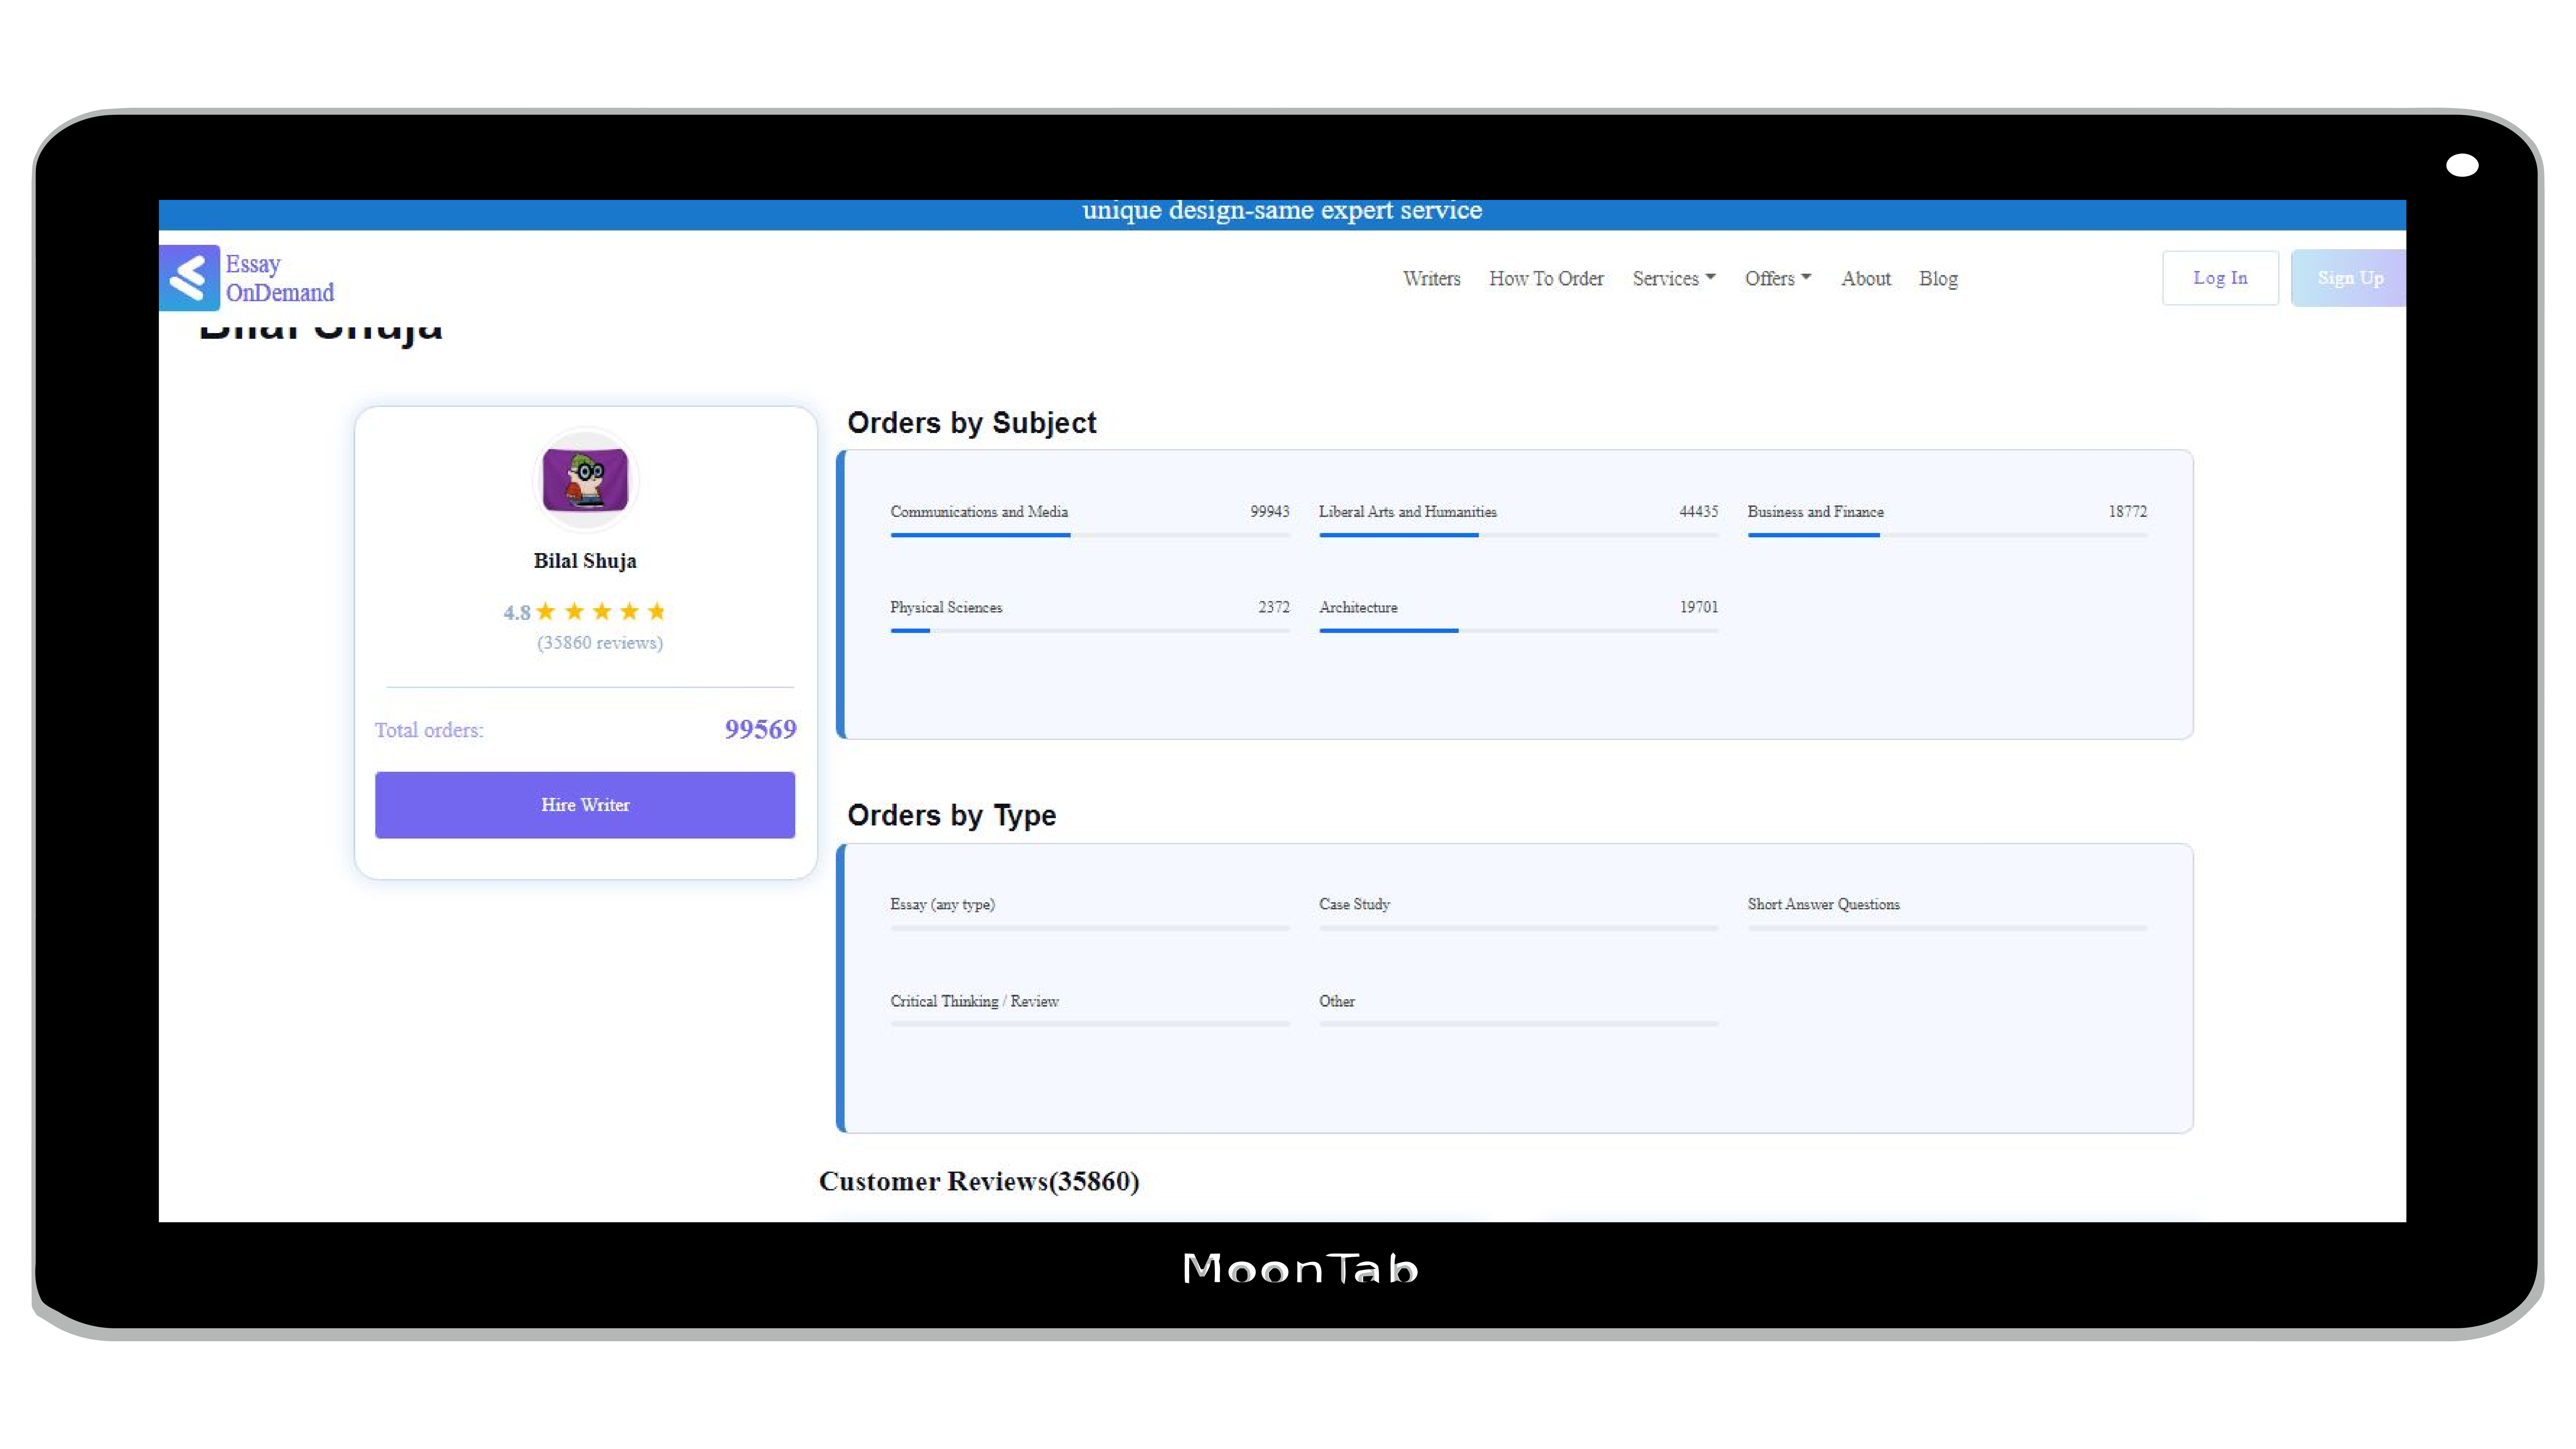 unique design-same expert service
Essay
OnDemand
Writers How To Order Services Offers About Blog Log In Sign Up
Bilal Shuja
Bilal Shuja
4.8
(35860 reviews)
Total orders: 99569
Hire Writer
Orders by Subject
Communications and Media 99943 Liberal Arts and Humanities 44435 Business and Finance 18772
Physical Sciences 2372 Architecture 19701
Orders by Type
Essay (any type) Case Study Short Answer Questions
Critical Thinking / Review Other
Customer Reviews(35860)
MoonTab